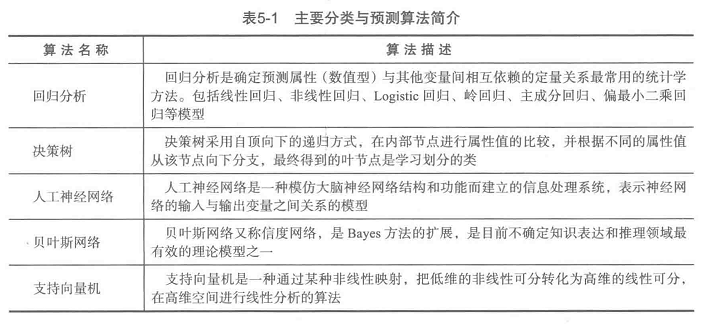 表5-1 主要分类与预测算法简介
算法名称 算法描述
回归分析是确定预测属性（数值型）与其他变量间相互依赖的定量关系最常用的统计学
回归分析 方法。包括线性回归、非线性回归、Logistic 回归、岭回归、主成分回归、偏最小二乘回
归等模型
决策树 决策树采用自顶向下的递归方式，在内部节点进行属性值的比较，并根据不同的属性值
从该节点向下分支，最终得到的叶节点是学习划分的类
人工神经网络 人工神经网络是一种模仿大脑神经网络结构和功能而建立的信息处理系统，表示神经网
络的输入与输出变量之间关系的模型
贝叶斯网络 贝叶斯网络又称信度网络，是 Bayes 方法的扩展，是目前不确定知识表达和推理领域最
有效的理论模型之一
支持向量机 支持向量机是一种通过某种非线性映射，把低维的非线性可分转化为高维的线性可分，
在高维空间进行线性分析的算法